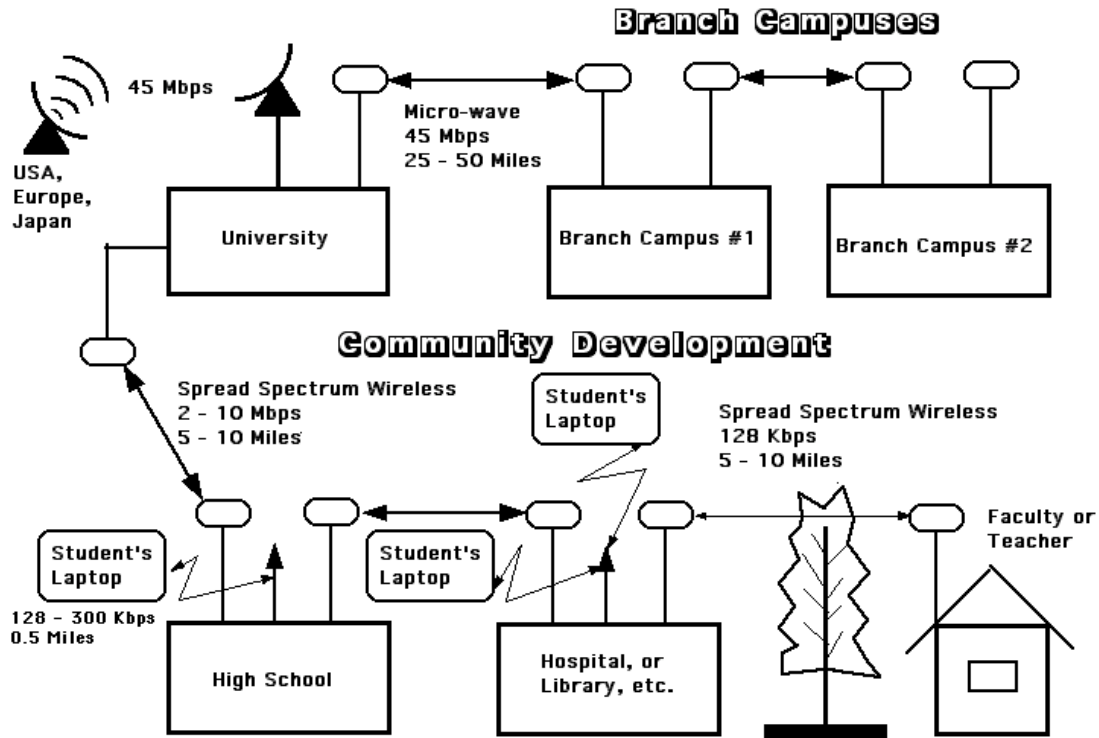 Branch Campuses
45 Mbps
Micro-wave
45 Mbps
25 - 50 Miles
USA,
Europe,
Japan
University
Branch Campus #1
Branch Campus #2
Community Development
Spread Spectrum Wireless
2 - 10 Mbps
5 - 10 Miles
Student's
Laptop
Spread Spectrum Wireless
128 Kbps
5 - 10 Miles
Student's
Laptop
128 - 300 Kbps
0.5 Miles
Student's
Laptop
Faculty or
Teacher
High School
Hospital, or
Library, etc.